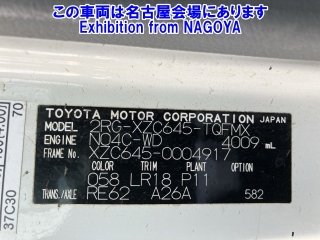 この車両は名古屋会場にあります
Exhibition from NAGOYA
TOYOTA MOTOR CORPORATION JAPAN
MODEL 2RG-XZC645-TQFMX
ENGINE N04C-WD 4009 mL
FRAME No. XZC645-0004917
COLOR TRIM PLANT
058 LR18 P11
TRANS./AXLE RE62 A26A
582
37C30
70